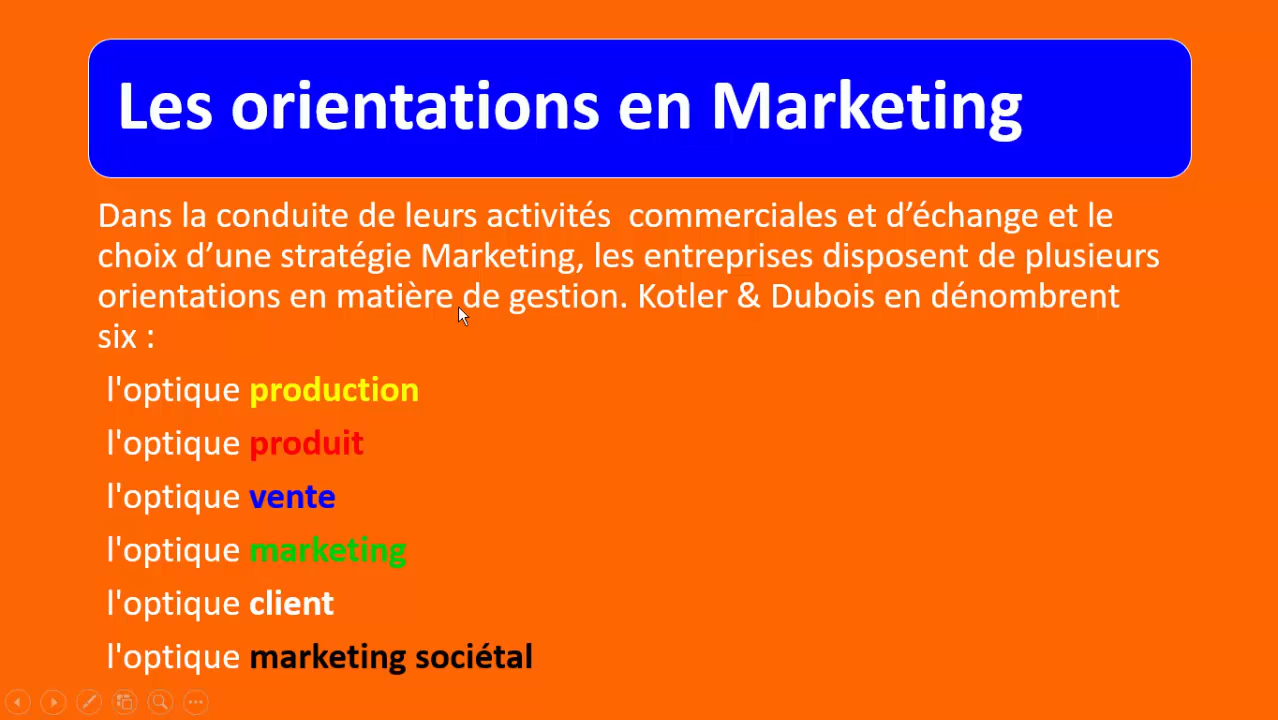 Les orientations en Marketing
Dans la conduite de leurs activités  commerciales et d’échange et le
choix d’une stratégie Marketing, les entreprises disposent de plusieurs
orientations en matière de gestion. Kotler & Dubois en dénombrent
six :
l'optique production
l'optique produit
l'optique vente
l'optique marketing
l'optique client
l'optique marketing sociétal